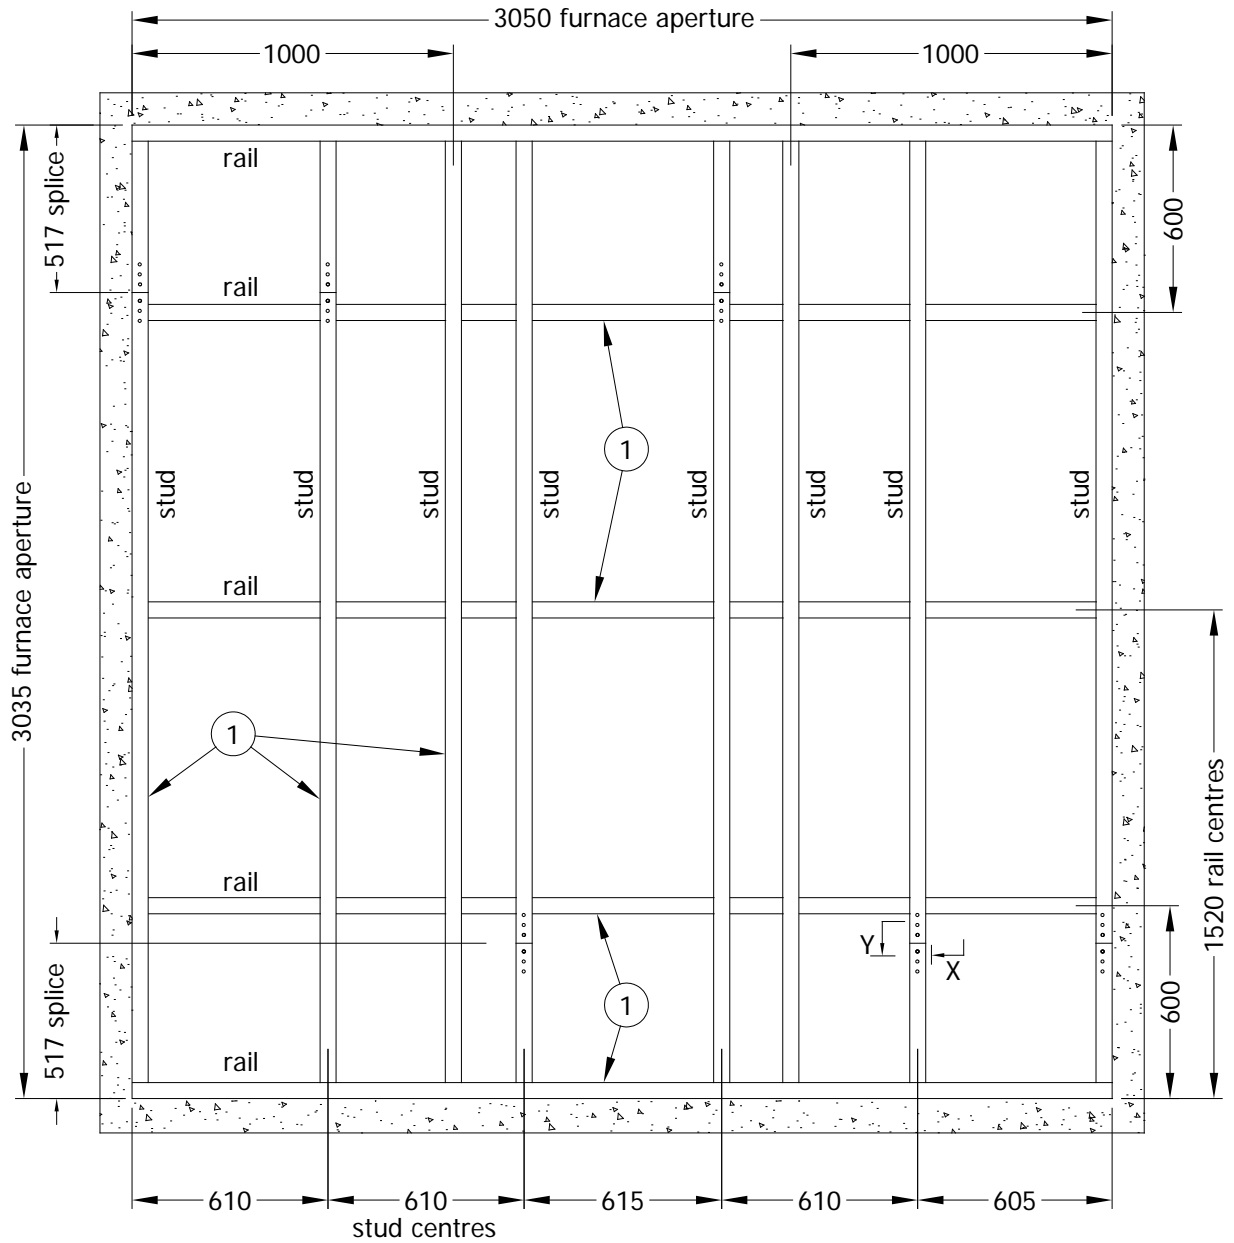 3050 furnace aperture
1000
1000
rail
517 splice
600
rail
1
stud
stud
stud
stud
stud
stud
stud
stud
3035 furnace aperture
rail
1
1520 rail centres
rail
Y
X
1
600
517 splice
rail
610
610
615
610
605
stud centres